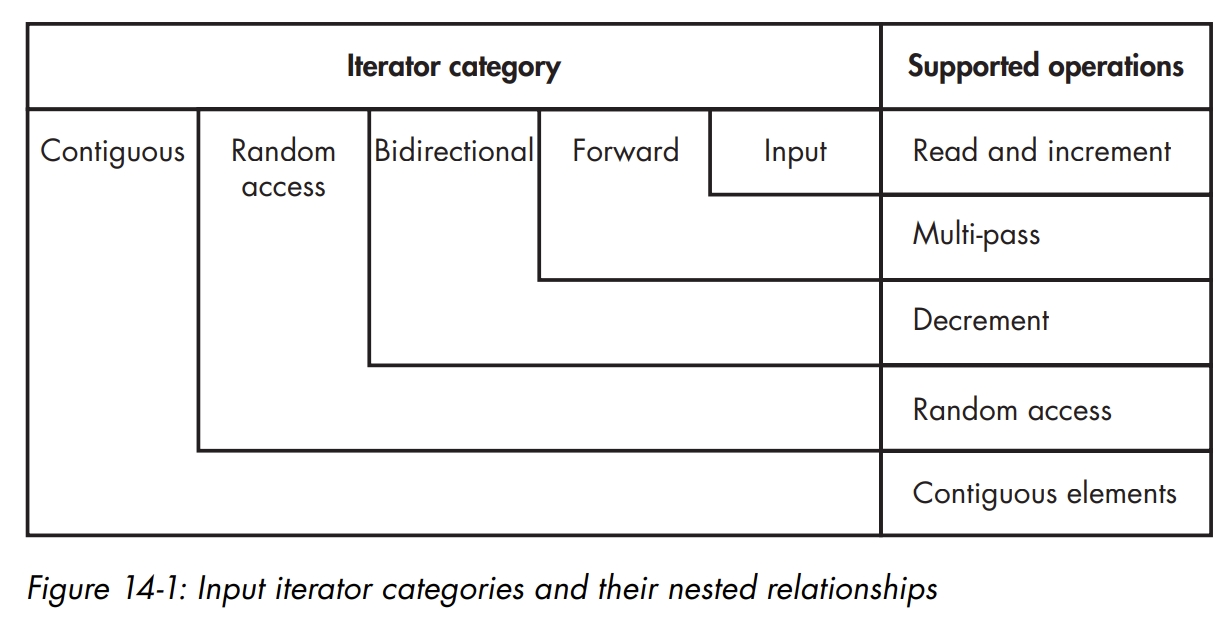 Iterator category Supported operations
Contiguous Random access Bidirectional Forward Input Read and increment
Multi-pass
Decrement
Random access
Contiguous elements
Figure 14-1: Input iterator categories and their nested relationships